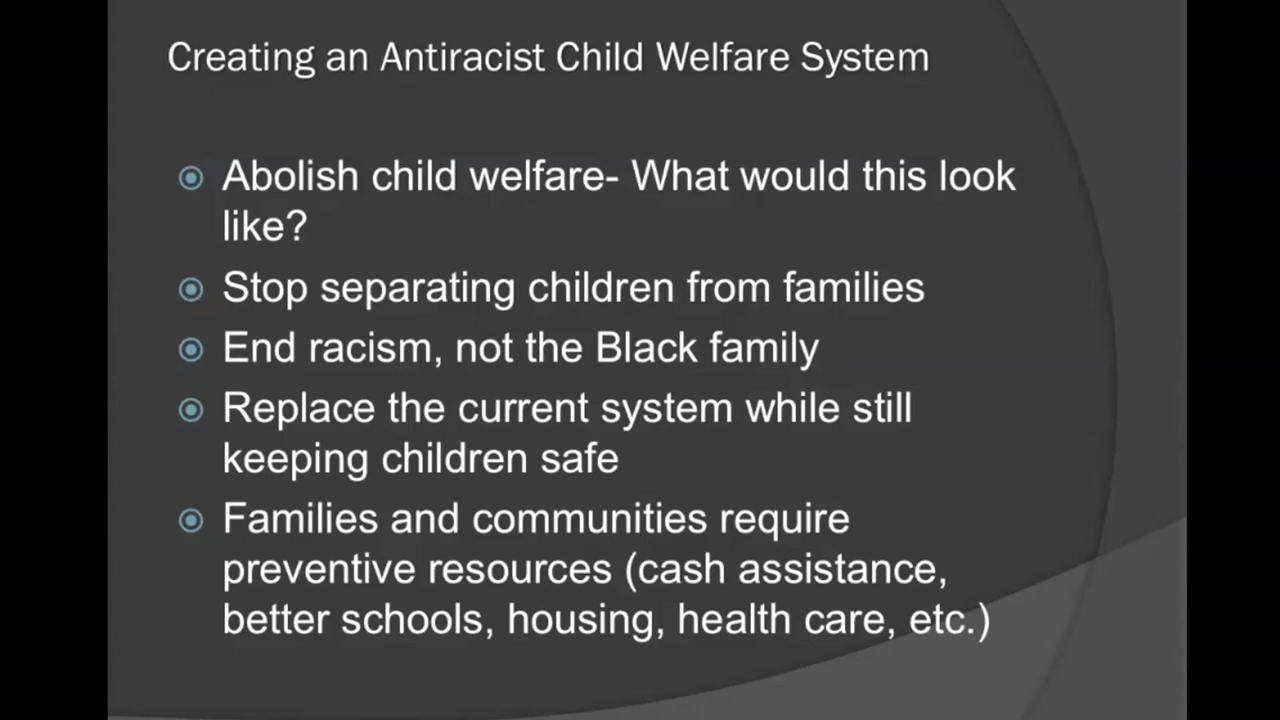 Creating an Antiracist Child Welfare System
Abolish child welfare- What would this look
like?
Stop separating children from families
End racism, not the Black family
Replace the current system while still
keeping children safe
Families and communities require
preventive resources (cash assistance,
better schools, housing, health care, etc.)